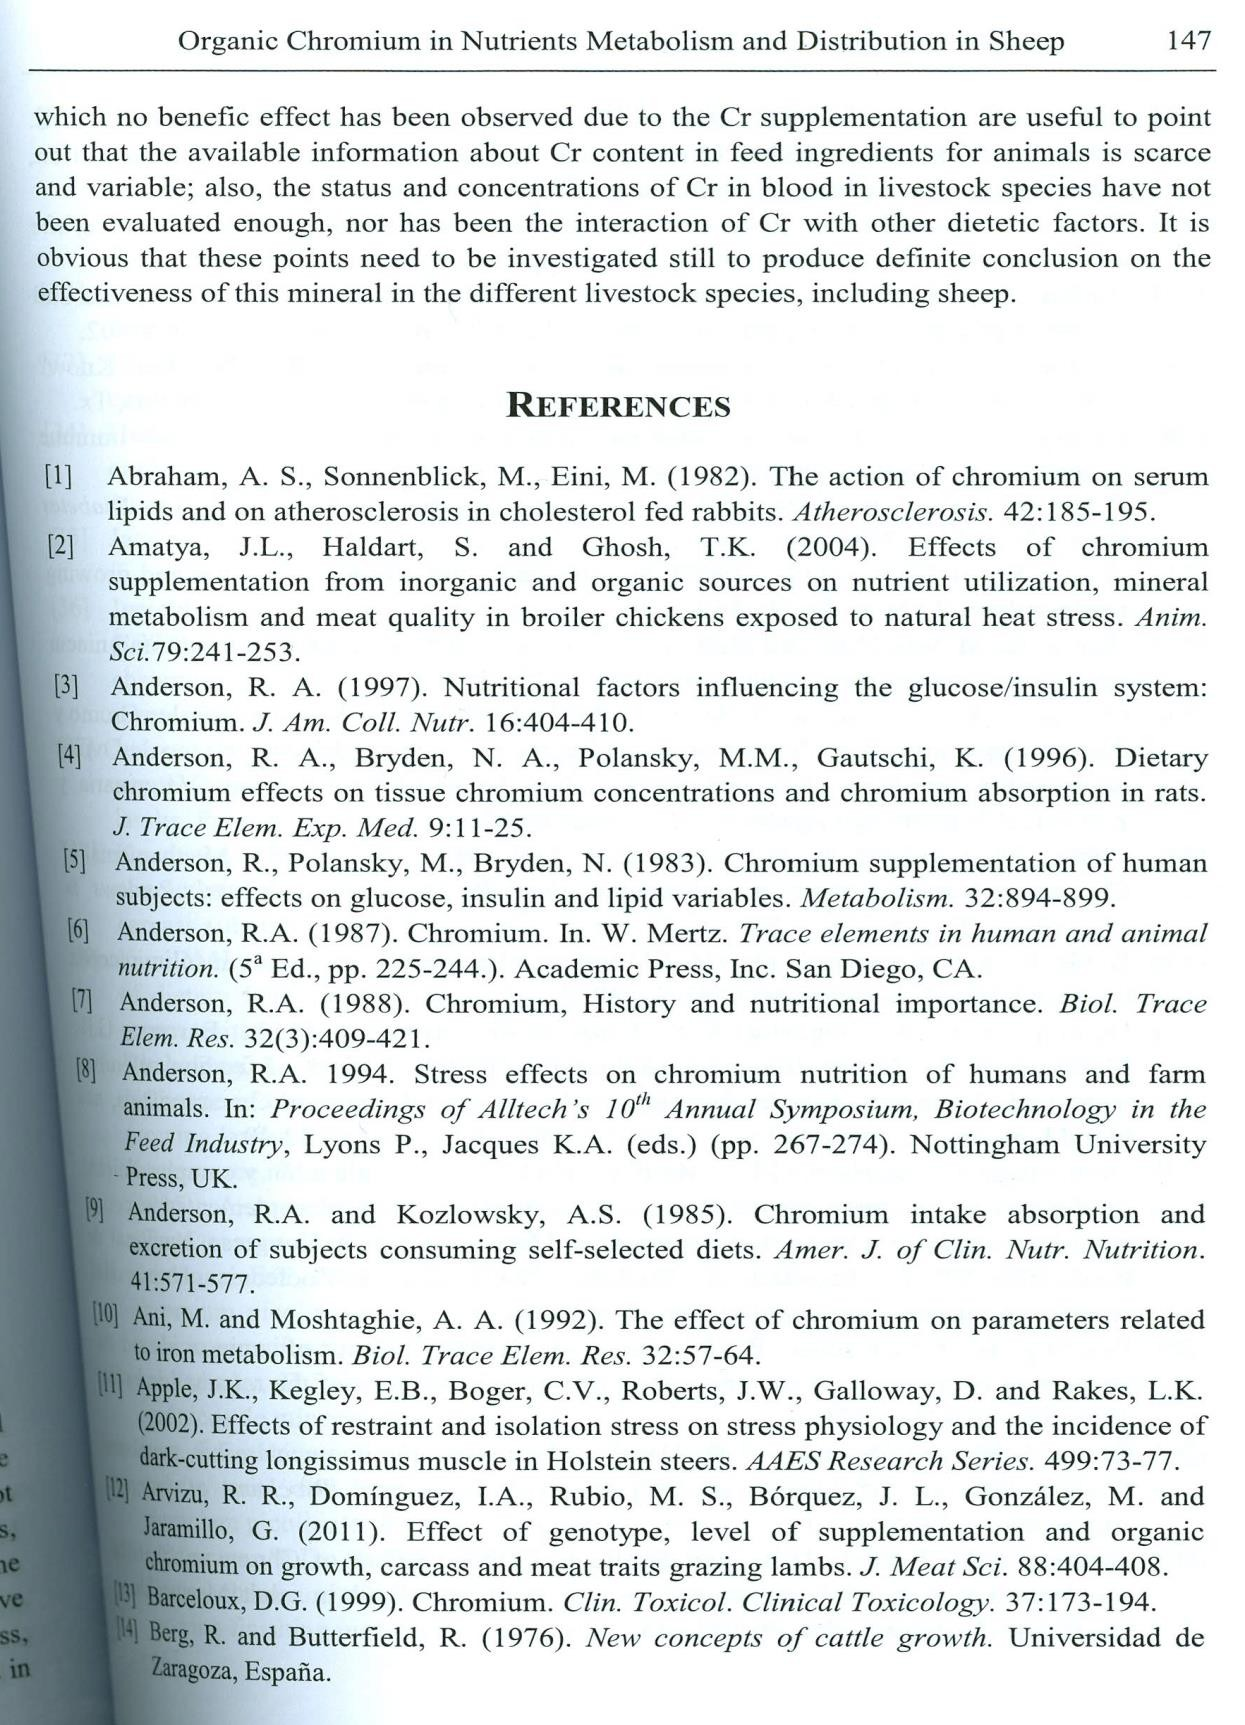 Organic Chromium in Nutrients Metabolism and Distribution in Sheep 147
which no benefic effect has been observed due to the Cr supplementation are useful to point
out that the available information about Cr content in feed ingredients for animals is scarce
and variable; also, the status and concentrations of Cr in blood in livestock species have not
been evaluated enough, nor has been the interaction of Cr with other dietetic factors. It is
obvious that these points need to be investigated still to produce definite conclusion on the
effectiveness of this mineral in the different livestock species, including sheep.
REFERENCES
[1] Abraham, A. S., Sonnenblick, M., Eini, M. (1982). The action of chromium on serum
lipids and on atherosclerosis in cholesterol fed rabbits. Atherosclerosis. 42:185-195.
[2] Amatya, J.L., Haldart, S. and Ghosh, T.K. (2004). Effects of chromium
supplementation from inorganic and organic sources on nutrient utilization, mineral
metabolism and meat quality in broiler chickens exposed to natural heat stress. Anim.
Sci.79:241-253.
[3] Anderson, R. A. (1997). Nutritional factors influencing the glucose/insulin system:
Chromium. J. Am. Coll. Nutr. 16:404-410.
[4] Anderson, R. A., Bryden, N. A., Polansky, M.M., Gautschi, K. (1996). Dietary
chromium effects on tissue chromium concentrations and chromium absorption in rats.
J. Trace Elem. Exp. Med. 9:11-25.
[5] Anderson, R., Polansky, M., Bryden, N. (1983). Chromium supplementation of human
subjects: effects on glucose, insulin and lipid variables. Metabolism. 32:894-899.
[6] Anderson, R.A. (1987). Chromium. In. W. Mertz. Trace elements in human and animal
nutrition. (5ª Ed., pp. 225-244.). Academic Press, Inc. San Diego, CA.
[7] Anderson, R.A. (1988). Chromium, History and nutritional importance. Biol. Trace
Elem. Res. 32(3):409-421.
[8] Anderson, R.A. 1994. Stress effects on chromium nutrition of humans and farm
animals. In: Proceedings of Alltech's 10th Annual Symposium, Biotechnology in the
Feed Industry, Lyons P., Jacques K.A. (eds.) (pp. 267-274). Nottingham University
Press, UK.
[9] Anderson, R.A. and Kozlowsky, A.S. (1985). Chromium intake absorption and
excretion of subjects consuming self-selected diets. Amer. J. of Clin. Nutr. Nutrition.
41:571-577.
[10] Ani, M. and Moshtaghie, A. A. (1992). The effect of chromium on parameters related
to iron metabolism. Biol. Trace Elem. Res. 32:57-64.
[11] Apple, J.K., Kegley, E.B., Boger, C.V., Roberts, J.W., Galloway, D. and Rakes, L.K.
(2002). Effects of restraint and isolation stress on stress physiology and the incidence of
dark-cutting longissimus muscle in Holstein steers. AAES Research Series. 499:73-77.
[12] Arvizu, R. R., Domínguez, I.A., Rubio, M. S., Bórquez, J. L., González, M. and
Jaramillo, G. (2011). Effect of genotype, level of supplementation and organic
chromium on growth, carcass and meat traits grazing lambs. J. Meat Sci. 88:404-408.
[13] Barceloux, D.G. (1999). Chromium. Clin. Toxicol. Clinical Toxicology. 37:173-194.
[14] Berg, R. and Butterfield, R. (1976). New concepts of cattle growth. Universidad de
Zaragoza, España.